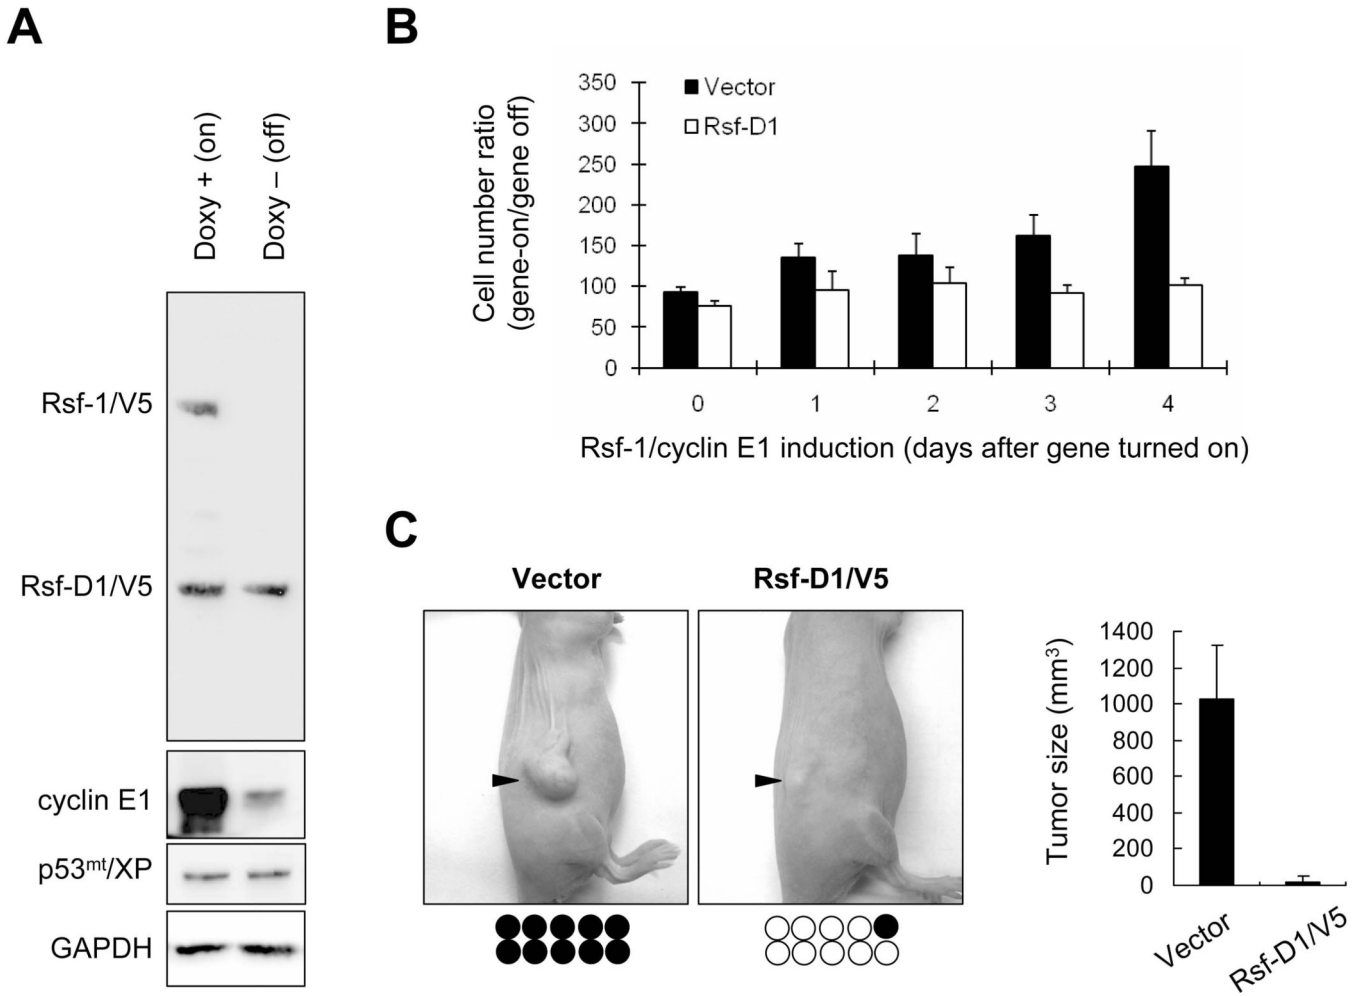 A
Doxy + (on)
Doxy – (off)
Rsf-1/V5
Rsf-D1/V5
cyclin E1
p53ᵐᵗ/XP
GAPDH
B
Cell number ratio
(gene-on/gene off)
350
300
250
200
150
100
50
0
Vector
Rsf-D1
0 1 2 3 4
Rsf-1/cyclin E1 induction (days after gene turned on)
C
Vector
Rsf-D1/V5
Tumor size (mm³)
1400
1200
1000
800
600
400
200
0
Vector
Rsf-D1/V5